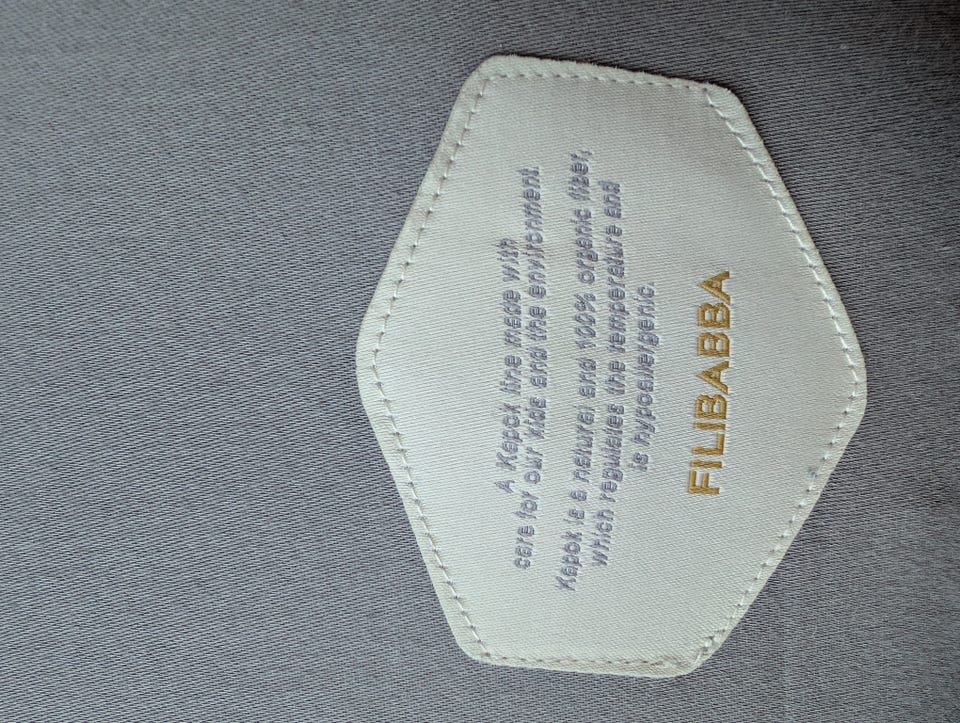 A Kapok line made with
care for our kids and the environment.
Kapok is a natural and 100% organic fiber,
which regulates the temperature and
is hypoallergenic.
FILIBABBA